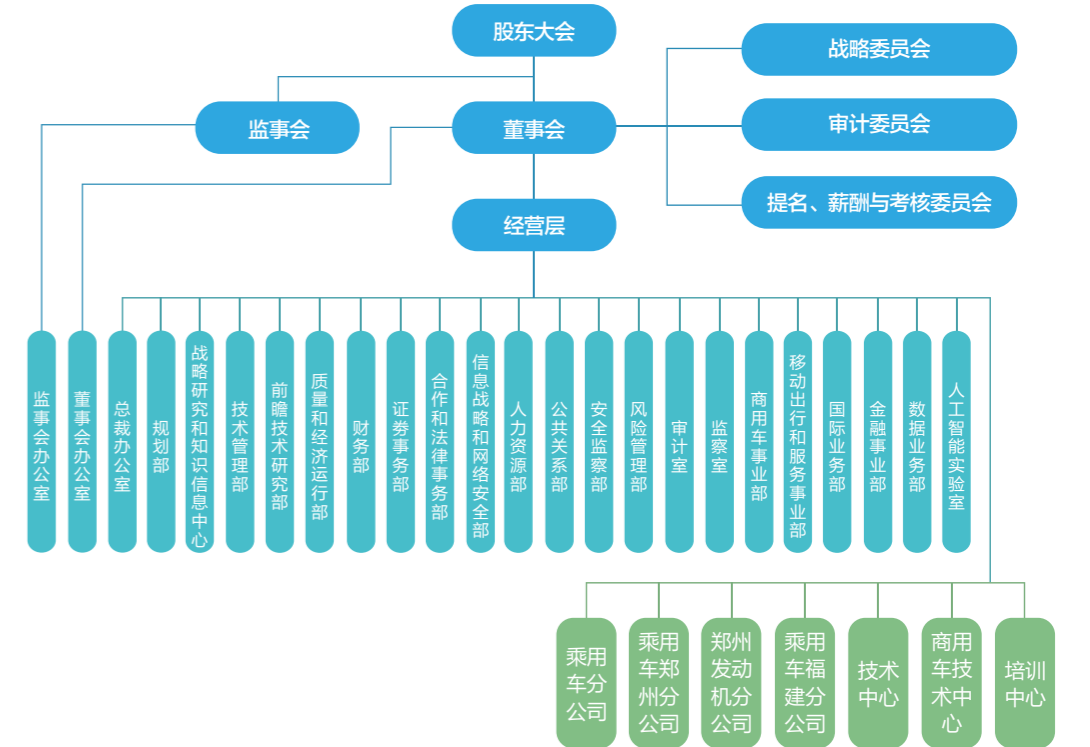 股东大会
战略委员会
监事会
董事会
审计委员会
提名、薪酬与考核委员会
经营层
监事会办公室
董事会办公室
总裁办公室
规划部
战略研究和知识信息中心
技术管理部
前瞻技术研究部
质量和经济运行部
财务部
证券事务部
合作和法律事务部
信息战略和网络安全部
人力资源部
公共关系部
安全监察部
风险管理部
审计室
监察室
商用车事业部
移动出行和服务事业部
国际业务部
金融事业部
数据业务部
人工智能实验室
乘用
车分
公司
乘用
车郑
州分
公司
郑州
发动
机分
公司
乘用
车福
建分
公司
技术
中心
商用
车技
术中
心
培训
中心